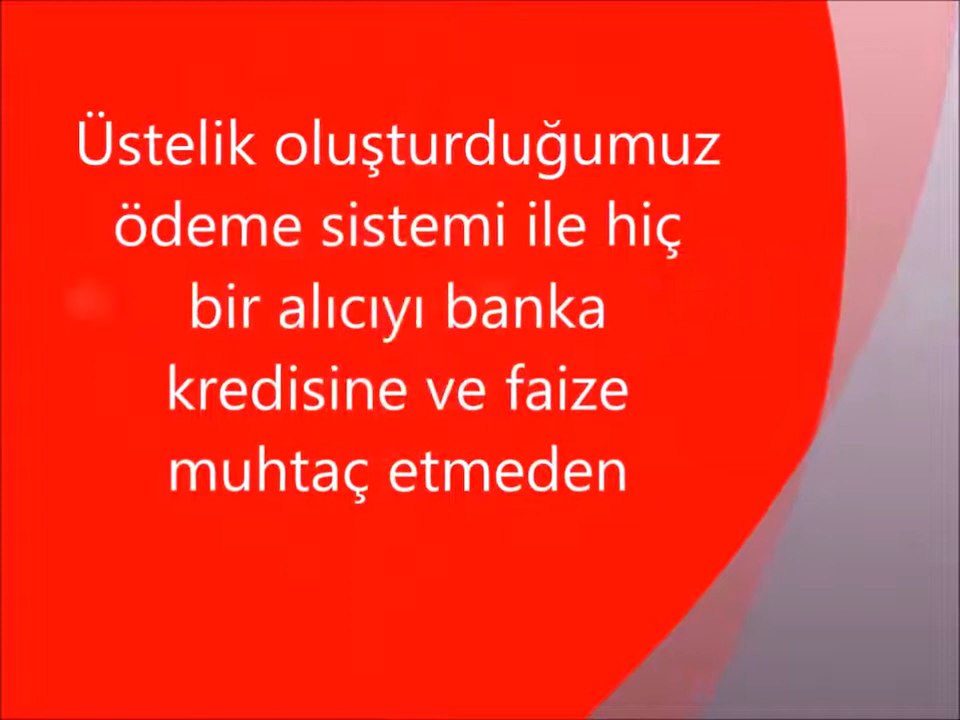 Üstelik oluşturduğumuz
ödeme sistemi ile hiç
bir alıcıyı banka
kredisine ve faize
muhtaç etmeden